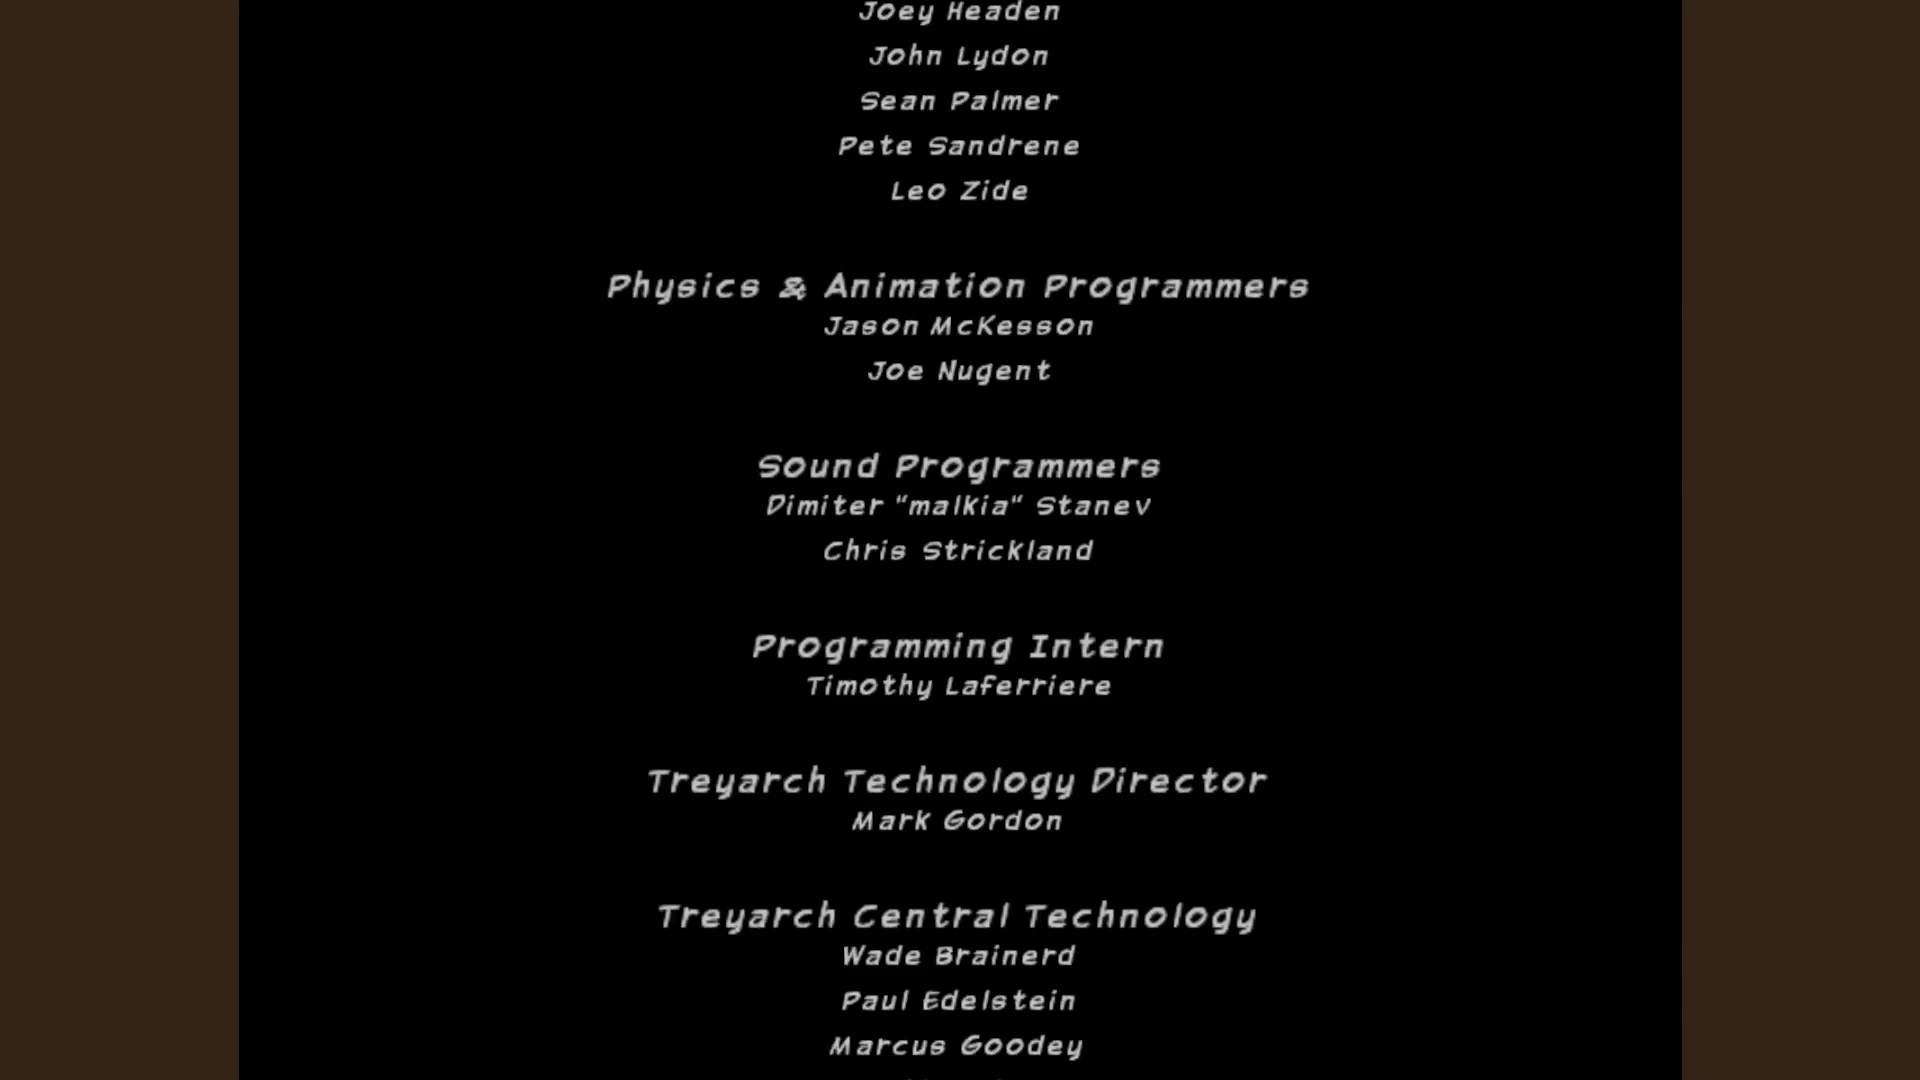 Joey Headen
John Lydon
Sean Palmer
Pete Sandrene
Leo Zide
Physics & Animation Programmers
Jason McKesson
Joe Nugent
Sound Programmers
Dimiter "malkia" Stanev
Chris Strickland
Programming Intern
Timothy Laferriere
Treyarch Technology Director
Mark Gordon
Treyarch Central Technology
Wade Brainerd
Paul Edelstein
Marcus Goodey